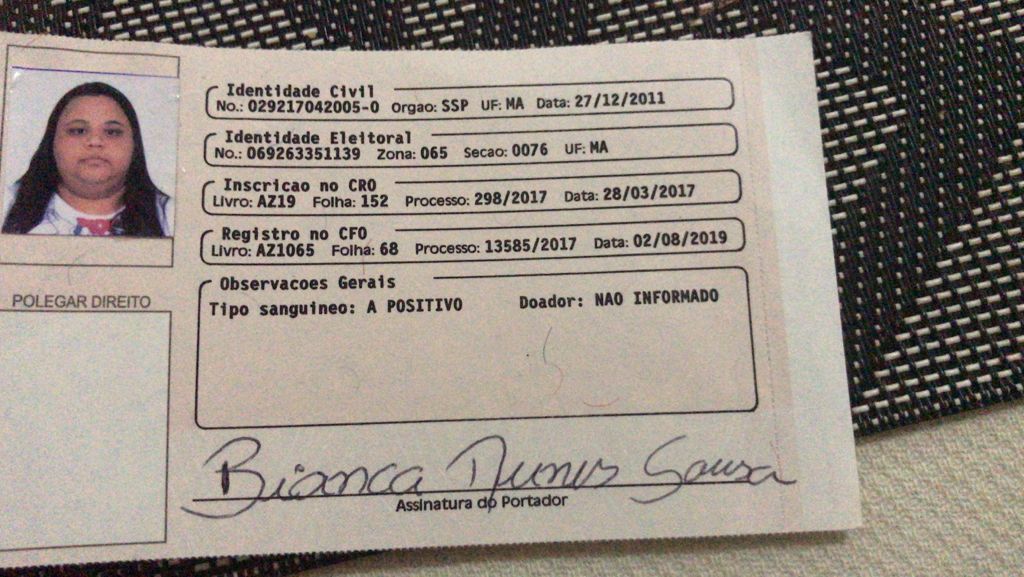 Identidade Civil
No.: 029217042005-0 Orgao: SSP UF: MA Data: 27/12/2011
Identidade Eleitoral
No.: 069263351139 Zona: 065 Secao: 0076 UF: MA
Inscricao no CRO
Livro: AZ19 Folha: 152 Processo: 298/2017 Data: 28/03/2017
Registro no CFO
Livro: AZ1065 Folha: 68 Processo: 13585/2017 Data: 02/08/2019
Observacoes Gerais
Tipo sanguineo: A POSITIVO Doador: NAO INFORMADO
POLEGAR DIREITO
Bianca Nunes Sousa
Assinatura do Portador